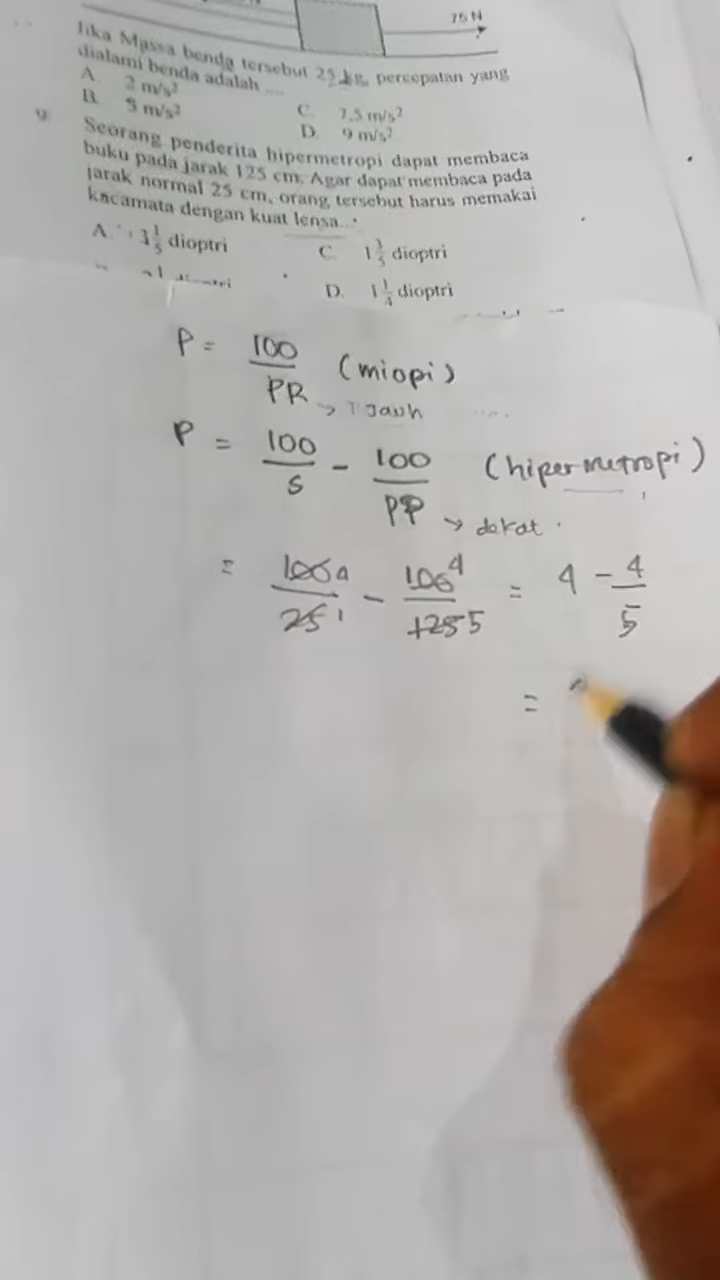 75 N
Jika Massa benda tersebut 25 kg, percepatan yang
dialami benda adalah ....
A. 2 m/s²
B. 5 m/s²
C. 7,5 m/s²
D. 9 m/s²
9. Seorang penderita hipermetropi dapat membaca
buku pada jarak 125 cm. Agar dapat membaca pada
jarak normal 25 cm, orang tersebut harus memakai
kacamata dengan kuat lensa...
A. 3 1/5 dioptri
C. 1 3/5 dioptri
D. 1 1/4 dioptri
P = 100/PR (miopi)
→ Jauh
P = 100/s - 100/PP (hipermetropi)
→ dekat.
= 100 4/25 1 - 100 4/125 5 = 4 - 4/5
=